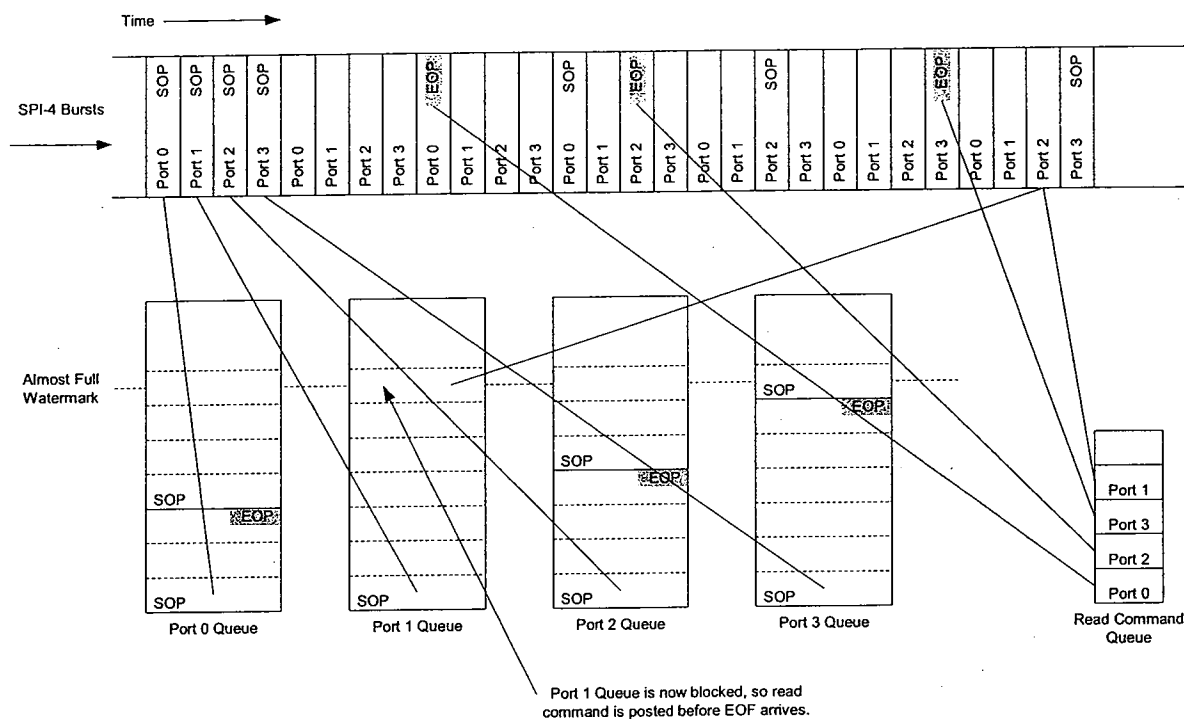 Time
SOP SOP SOP SOP EOP SOP EOP SOP EOP SOP
SPI-4 Bursts
Port 0 Port 1 Port 2 Port 3 Port 0 Port 1 Port 2 Port 3 Port 0 Port 1 Port 2 Port 3 Port 0 Port 1 Port 2 Port 3 Port 0 Port 1 Port 2 Port 3 Port 0 Port 1 Port 2 Port 3 Port 0 Port 1 Port 2 Port 3
Almost Full
Watermark
SOP
EOP
SOP
Port 0 Queue
SOP
Port 1 Queue
SOP
EOP
SOP
Port 2 Queue
SOP
EOP
SOP
Port 3 Queue
Port 1
Port 3
Port 2
Port 0
Read Command
Queue
Port 1 Queue is now blocked, so read
command is posted before EOF arrives.